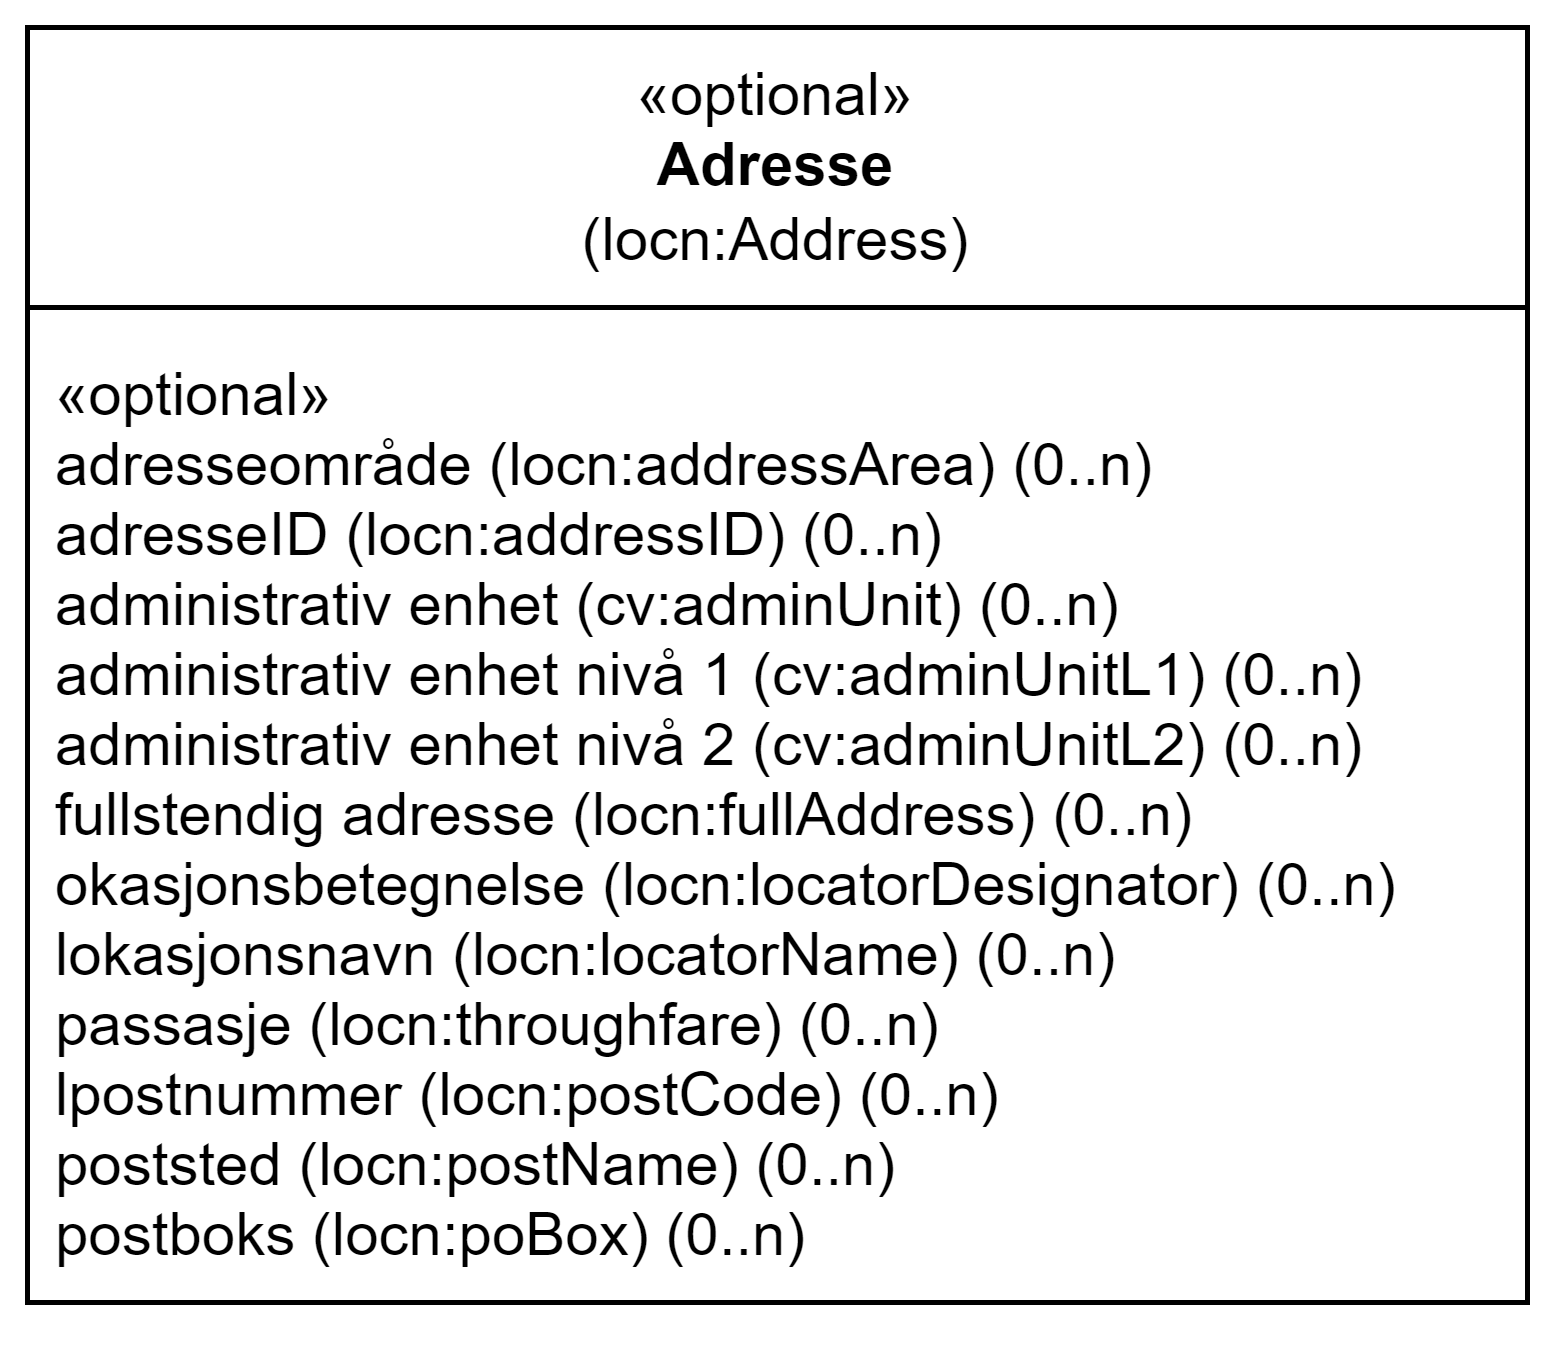 «optional»
Adresse
(locn:Address)
«optional»
adresseområde (locn:addressArea) (0..n)
adresseID (locn:addressID) (0..n)
administrativ enhet (cv:adminUnit) (0..n)
administrativ enhet nivå 1 (cv:adminUnitL1) (0..n)
administrativ enhet nivå 2 (cv:adminUnitL2) (0..n)
fullstendig adresse (locn:fullAddress) (0..n)
okasjonsbetegnelse (locn:locatorDesignator) (0..n)
lokasjonsnavn (locn:locatorName) (0..n)
passasje (locn:throughfare) (0..n)
lpostnummer (locn:postCode) (0..n)
poststed (locn:postName) (0..n)
postboks (locn:poBox) (0..n)